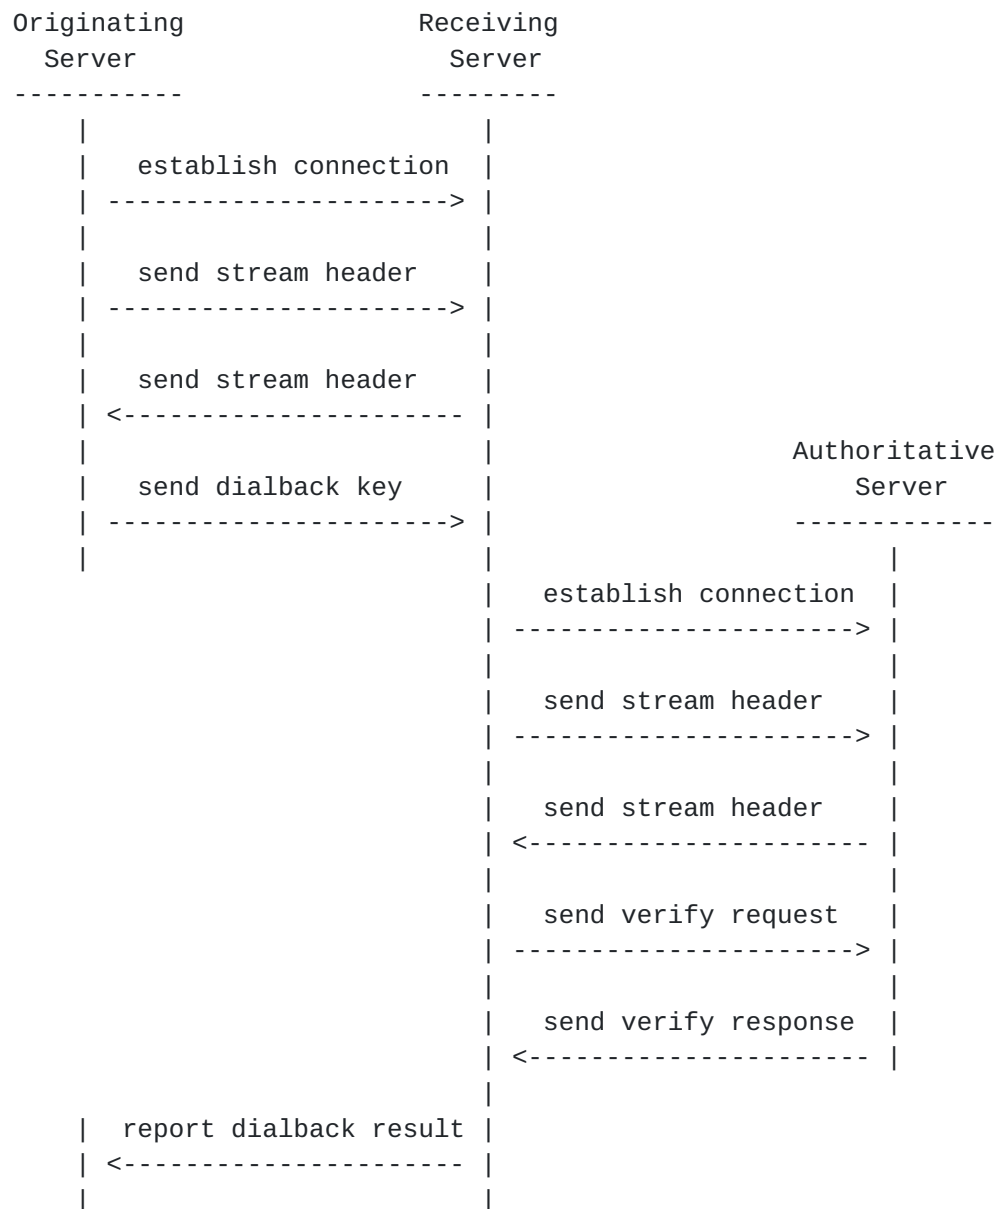 Originating Receiving
Server Server
----------- ---------
| |
| establish connection |
| ----------------------> |
| |
| send stream header |
| ----------------------> |
| |
| send stream header |
| <---------------------- |
| | Authoritative
| send dialback key | Server
| ----------------------> | -------------
| | |
| establish connection |
| ----------------------> |
| |
| send stream header |
| ----------------------> |
| |
| send stream header |
| <---------------------- |
| |
| send verify request |
| ----------------------> |
| |
| send verify response |
| <---------------------- |
|
| report dialback result |
| <---------------------- |
| |